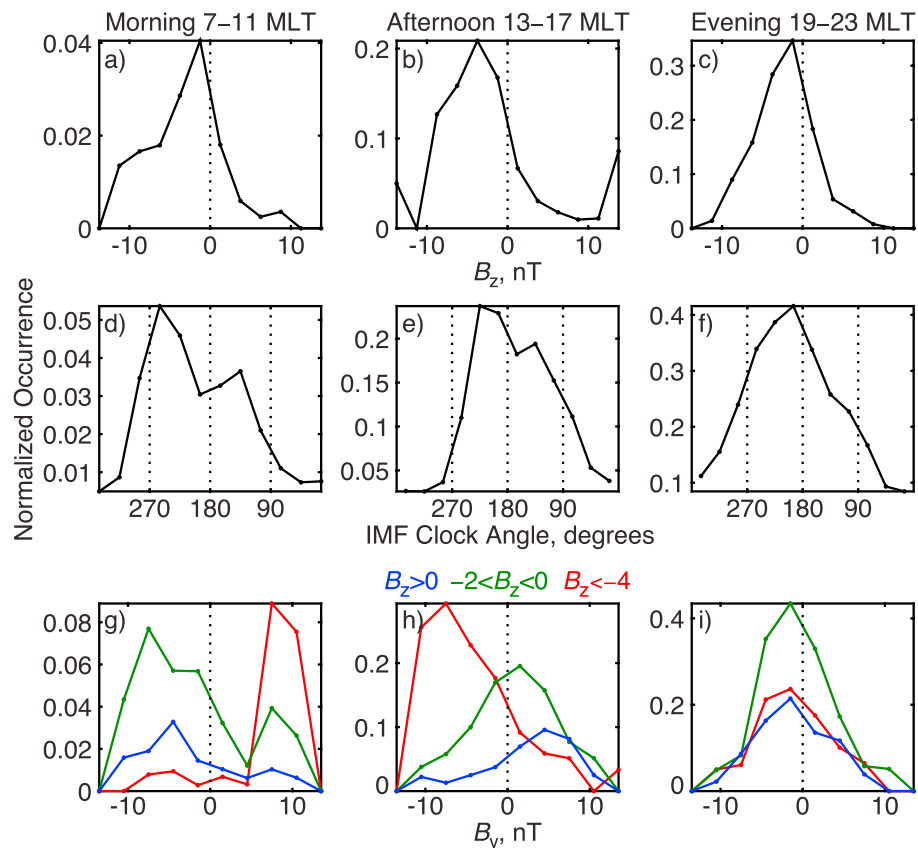 Morning 7−11 MLT Afternoon 13−17 MLT Evening 19−23 MLT
a) b) c)
0.04 0.02 0
0.2 0.1 0
0.3 0.2 0.1 0
-10 0 10 -10 0 10 -10 0 10
Bz, nT
Normalized Occurrence
d) e) f)
0.05 0.04 0.03 0.02 0.01
0.2 0.15 0.1 0.05
0.4 0.3 0.2 0.1
270 180 90 270 180 90 270 180 90
IMF Clock Angle, degrees
Bz>0 −2<Bz<0 Bz<−4
g) h) i)
0.08 0.06 0.04 0.02 0
0.2 0.1 0
0.4 0.2 0
-10 0 10 -10 0 10 -10 0 10
By, nT